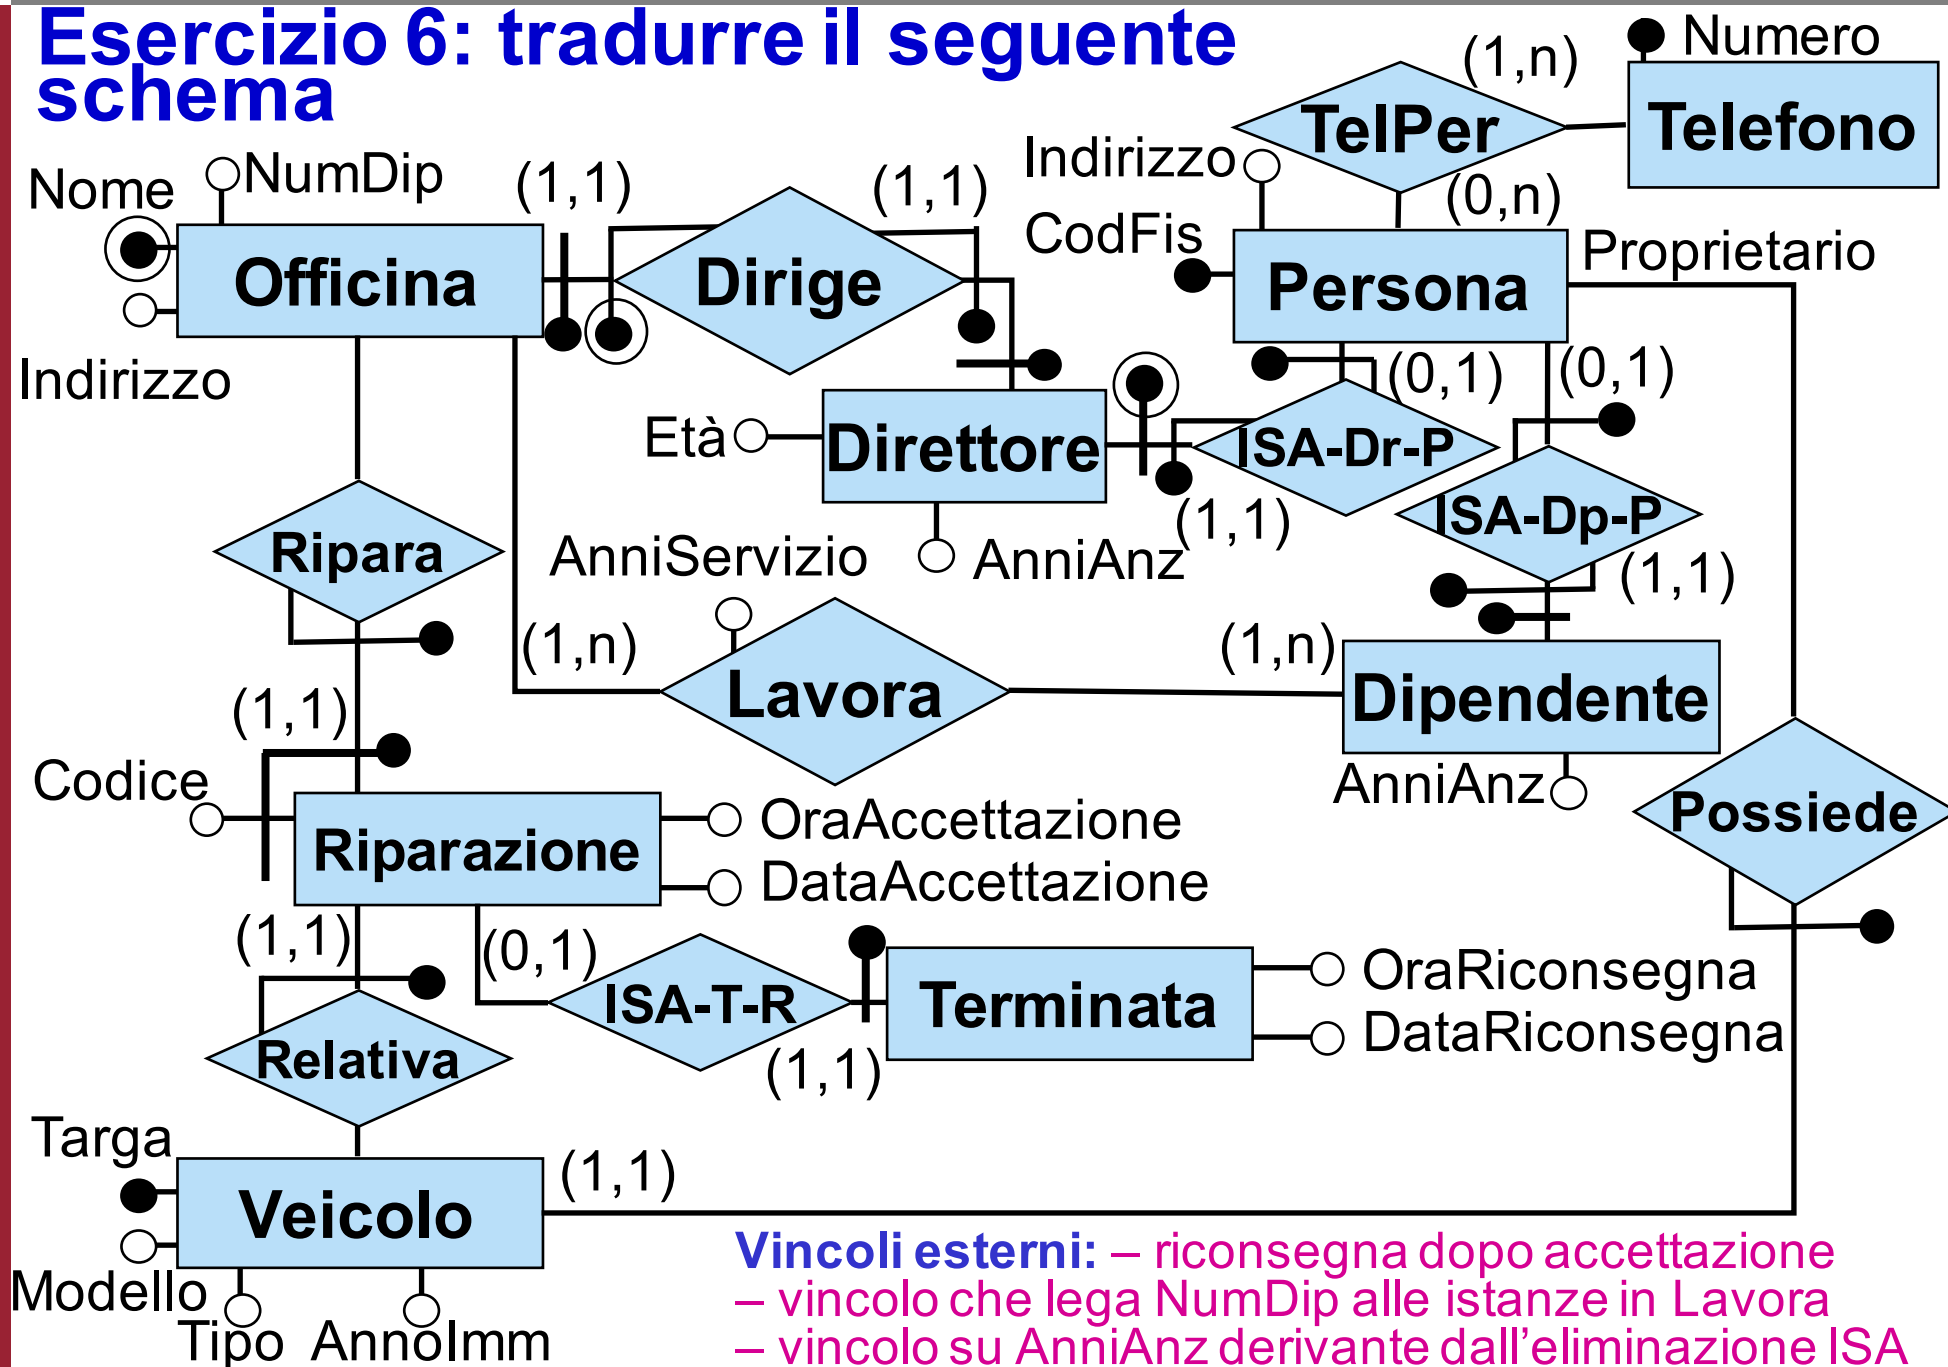 Esercizio 6: tradurre il seguente
schema
Numero
(1,n)
TelPer
Telefono
Indirizzo
(0,n)
Nome
NumDip
(1,1)
(1,1)
CodFis
Proprietario
Officina
Dirige
Persona
Indirizzo
(0,1)
(0,1)
Età
Direttore
ISA-Dr-P
(1,1)
ISA-Dp-P
Ripara
AnniServizio
AnniAnz
(1,1)
(1,n)
(1,n)
Lavora
Dipendente
(1,1)
Codice
AnniAnz
Possiede
Riparazione
OraAccettazione
DataAccettazione
(1,1)
(0,1)
ISA-T-R
Terminata
OraRiconsegna
DataRiconsegna
(1,1)
Relativa
Targa
Veicolo
(1,1)
Modello
Tipo
AnnoImm
Vincoli esterni: – riconsegna dopo accettazione
– vincolo che lega NumDip alle istanze in Lavora
– vincolo su AnniAnz derivante dall'eliminazione ISA